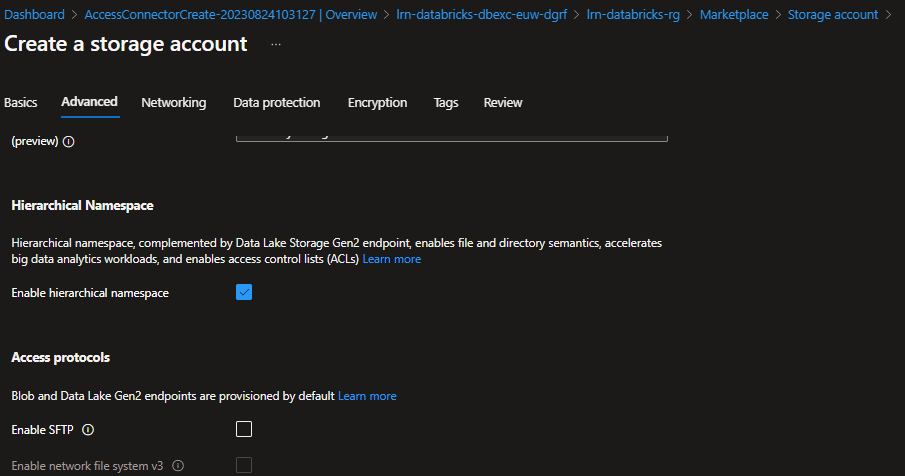 Dashboard > AccessConnectorCreate-20230824103127 | Overview > lrn-databricks-dbexc-euw-dgrf > lrn-databricks-rg > Marketplace > Storage account >
Create a storage account ...
Basics Advanced Networking Data protection Encryption Tags Review
(preview)
Hierarchical Namespace
Hierarchical namespace, complemented by Data Lake Storage Gen2 endpoint, enables file and directory semantics, accelerates
big data analytics workloads, and enables access control lists (ACLs) Learn more
Enable hierarchical namespace
Access protocols
Blob and Data Lake Gen2 endpoints are provisioned by default Learn more
Enable SFTP
Enable network file system v3